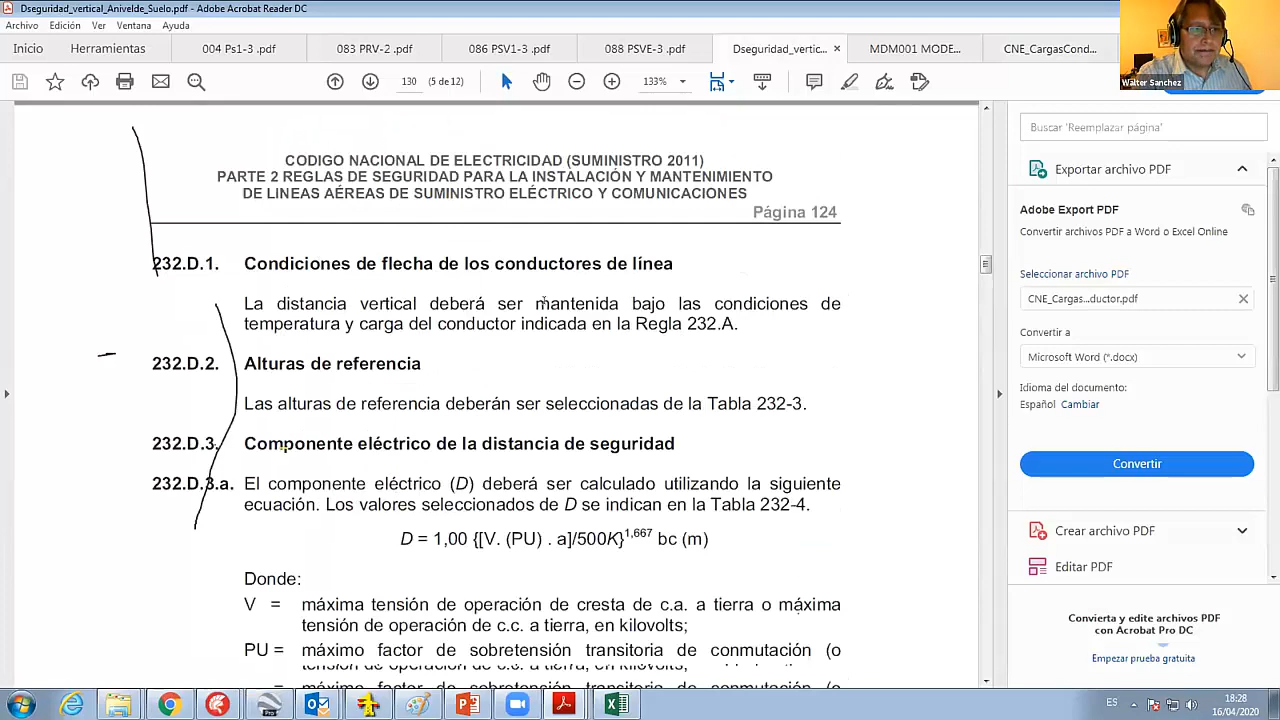 Dseguridad_vertical_Anivelde_Suelo.pdf - Adobe Acrobat Reader DC
Archivo Edición Ver Ventana Ayuda
Inicio Herramientas 004 Ps1-3 .pdf 083 PRV-2 .pdf 086 PSV1-3 .pdf 088 PSVE-3 .pdf Dseguridad_vertic... × MDM001 MODE... CNE_CargasCond...
130 (5 de 12) 133%
Walter Sanchez
CODIGO NACIONAL DE ELECTRICIDAD (SUMINISTRO 2011)
PARTE 2 REGLAS DE SEGURIDAD PARA LA INSTALACIÓN Y MANTENIMIENTO
DE LINEAS AÉREAS DE SUMINISTRO ELÉCTRICO Y COMUNICACIONES
Página 124
232.D.1. Condiciones de flecha de los conductores de línea
La distancia vertical deberá ser mantenida bajo las condiciones de
temperatura y carga del conductor indicada en la Regla 232.A.
232.D.2. Alturas de referencia
Las alturas de referencia deberán ser seleccionadas de la Tabla 232-3.
232.D.3. Componente eléctrico de la distancia de seguridad
232.D.3.a. El componente eléctrico (D) deberá ser calculado utilizando la siguiente
ecuación. Los valores seleccionados de D se indican en la Tabla 232-4.
D = 1,00 {[V. (PU) . a]/500K}1,667 bc (m)
Donde:
V = máxima tensión de operación de cresta de c.a. a tierra o máxima
tensión de operación de c.c. a tierra, en kilovolts;
PU = máximo factor de sobretensión transitoria de conmutación (o
Buscar 'Reemplazar página'
Exportar archivo PDF
Adobe Export PDF
Convertir archivos PDF a Word o Excel Online
Seleccionar archivo PDF
CNE_Cargas...ductor.pdf
Convertir a
Microsoft Word (*.docx)
Idioma del documento:
Español Cambiar
Convertir
Crear archivo PDF
Editar PDF
Convierta y edite archivos PDF
con Acrobat Pro DC
Empezar prueba gratuita
ES 18:28
16/04/2020